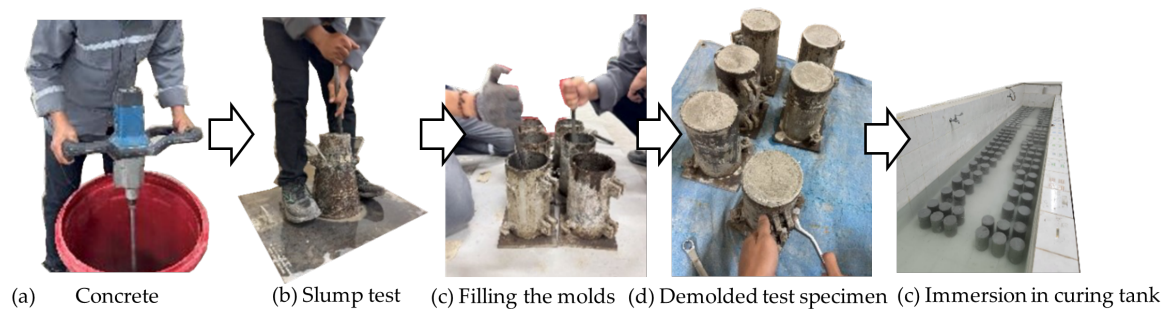 (a) Concrete (b) Slump test (c) Filling the molds (d) Demolded test specimen (c) Immersion in curing tank